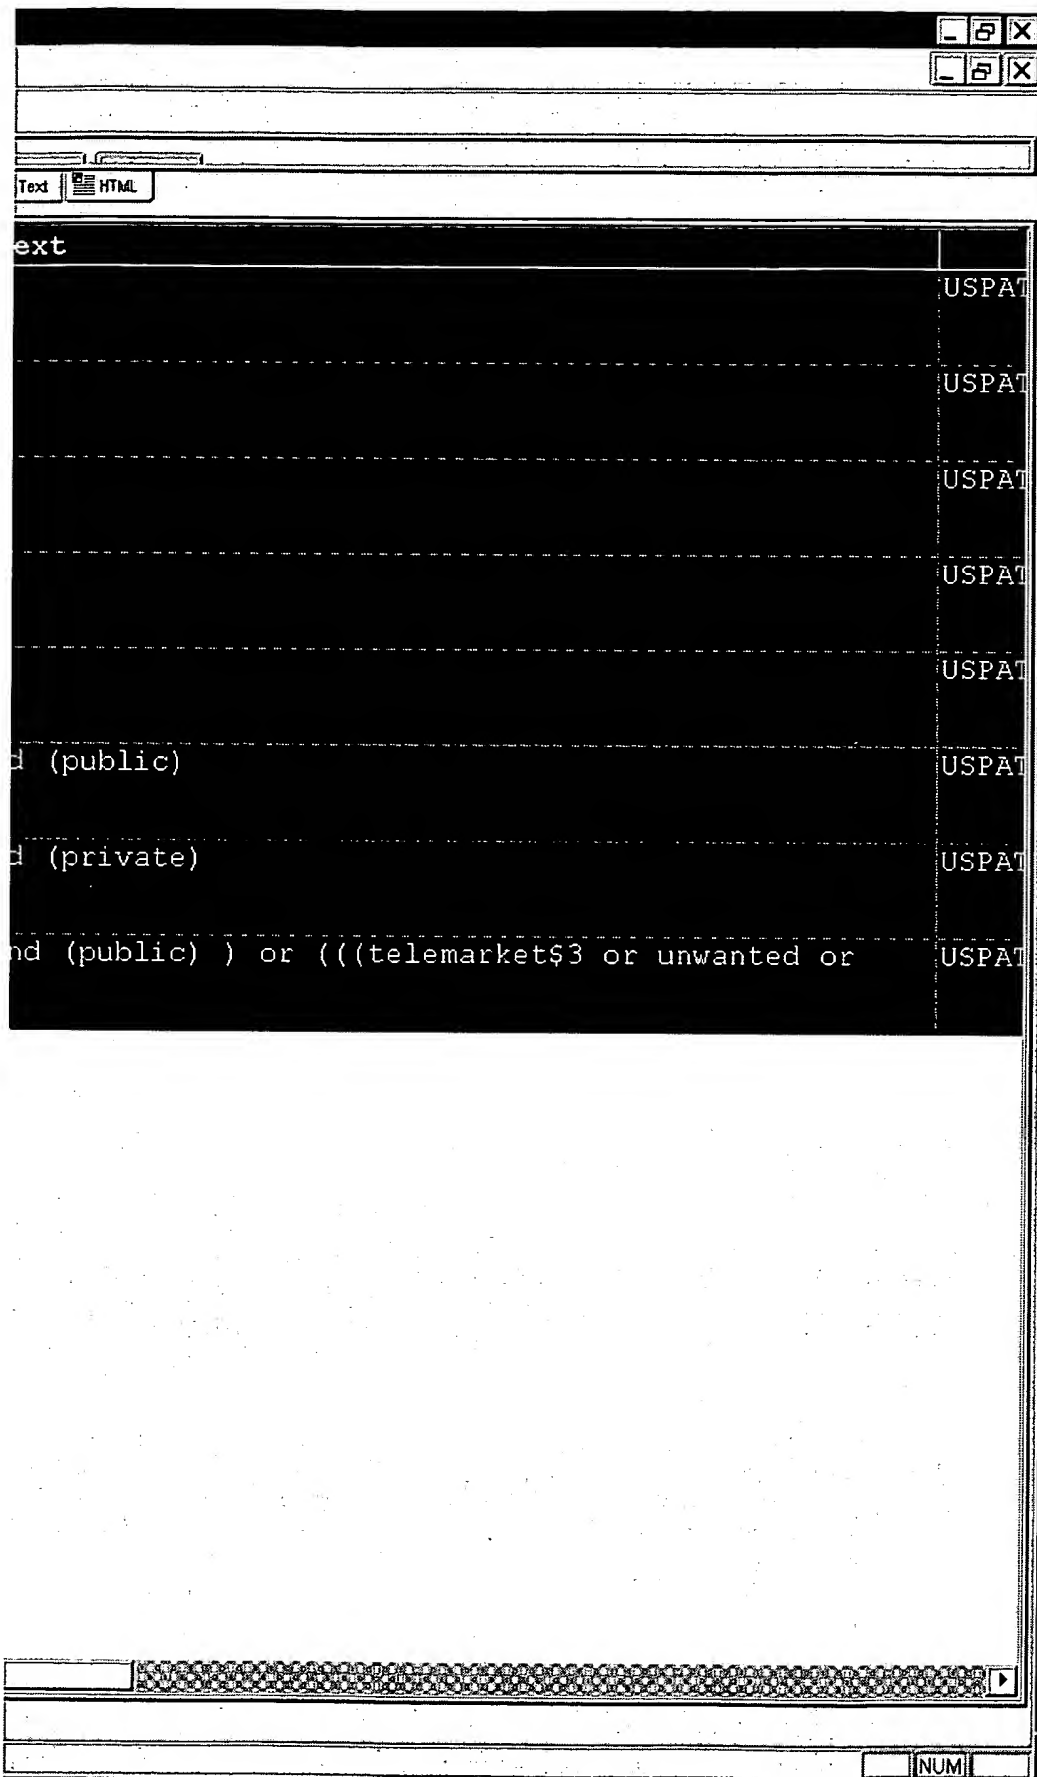 Text HTML
ext
USPAT
USPAT
USPAT
USPAT
USPAT
d (public) USPAT
d (private) USPAT
nd (public) ) or (((telemarket$3 or unwanted or USPAT
NUM